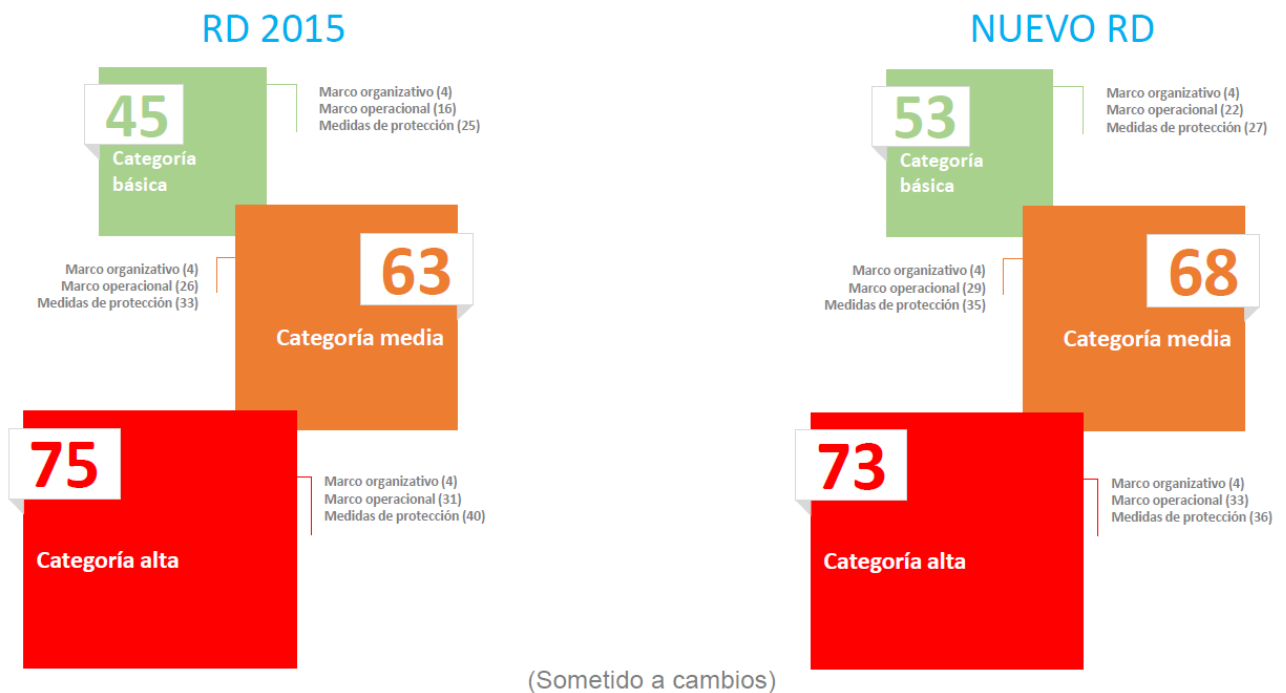 RD 2015
45
Categoría
básica
Marco organizativo (4)
Marco operacional (16)
Medidas de protección (25)
63
Categoría media
Marco organizativo (4)
Marco operacional (26)
Medidas de protección (33)
75
Categoría alta
Marco organizativo (4)
Marco operacional (31)
Medidas de protección (40)
NUEVO RD
53
Categoría
básica
Marco organizativo (4)
Marco operacional (22)
Medidas de protección (27)
68
Categoría media
Marco organizativo (4)
Marco operacional (29)
Medidas de protección (35)
73
Categoría alta
Marco organizativo (4)
Marco operacional (33)
Medidas de protección (36)
(Sometido a cambios)